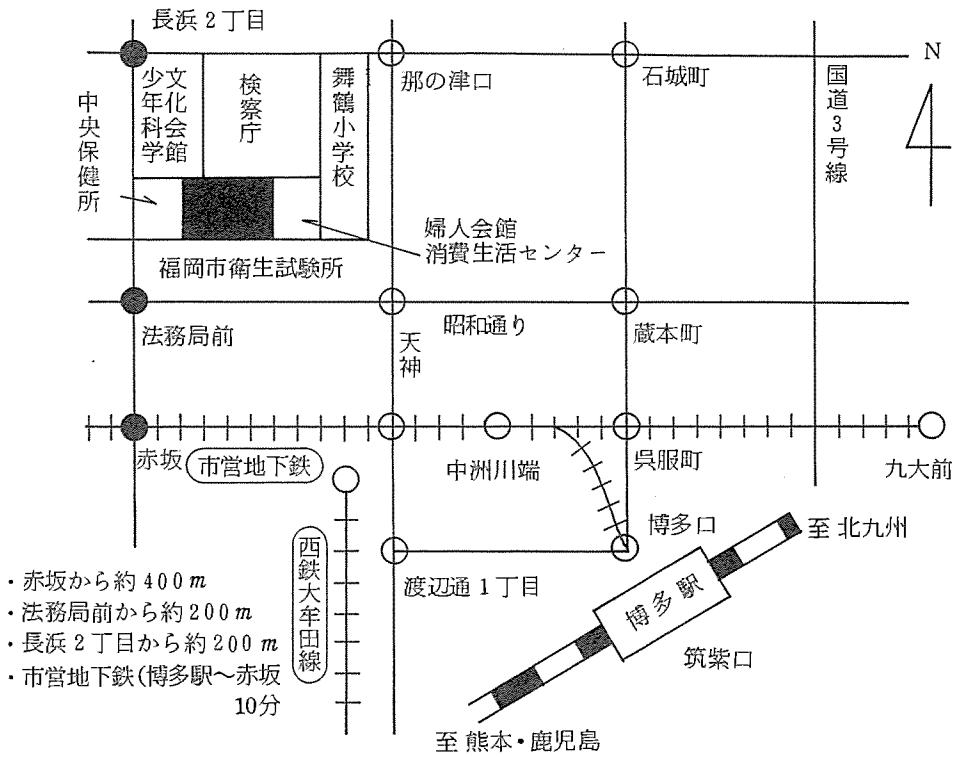 長浜2丁目
N
那の津口
石城町
国道3号線
中央保健所
文化会館
少年科学
検察庁
舞鶴小学校
婦人会館
消費生活センター
福岡市衛生試験所
法務局前
昭和通り
天神
蔵本町
赤坂
市営地下鉄
中洲川端
呉服町
九大前
博多口
至 北九州
西鉄大牟田線
渡辺通1丁目
博多駅
筑紫口
・赤坂から約400m
・法務局前から約200m
・長浜2丁目から約200m
・市営地下鉄(博多駅〜赤坂
10分
至 熊本・鹿児島